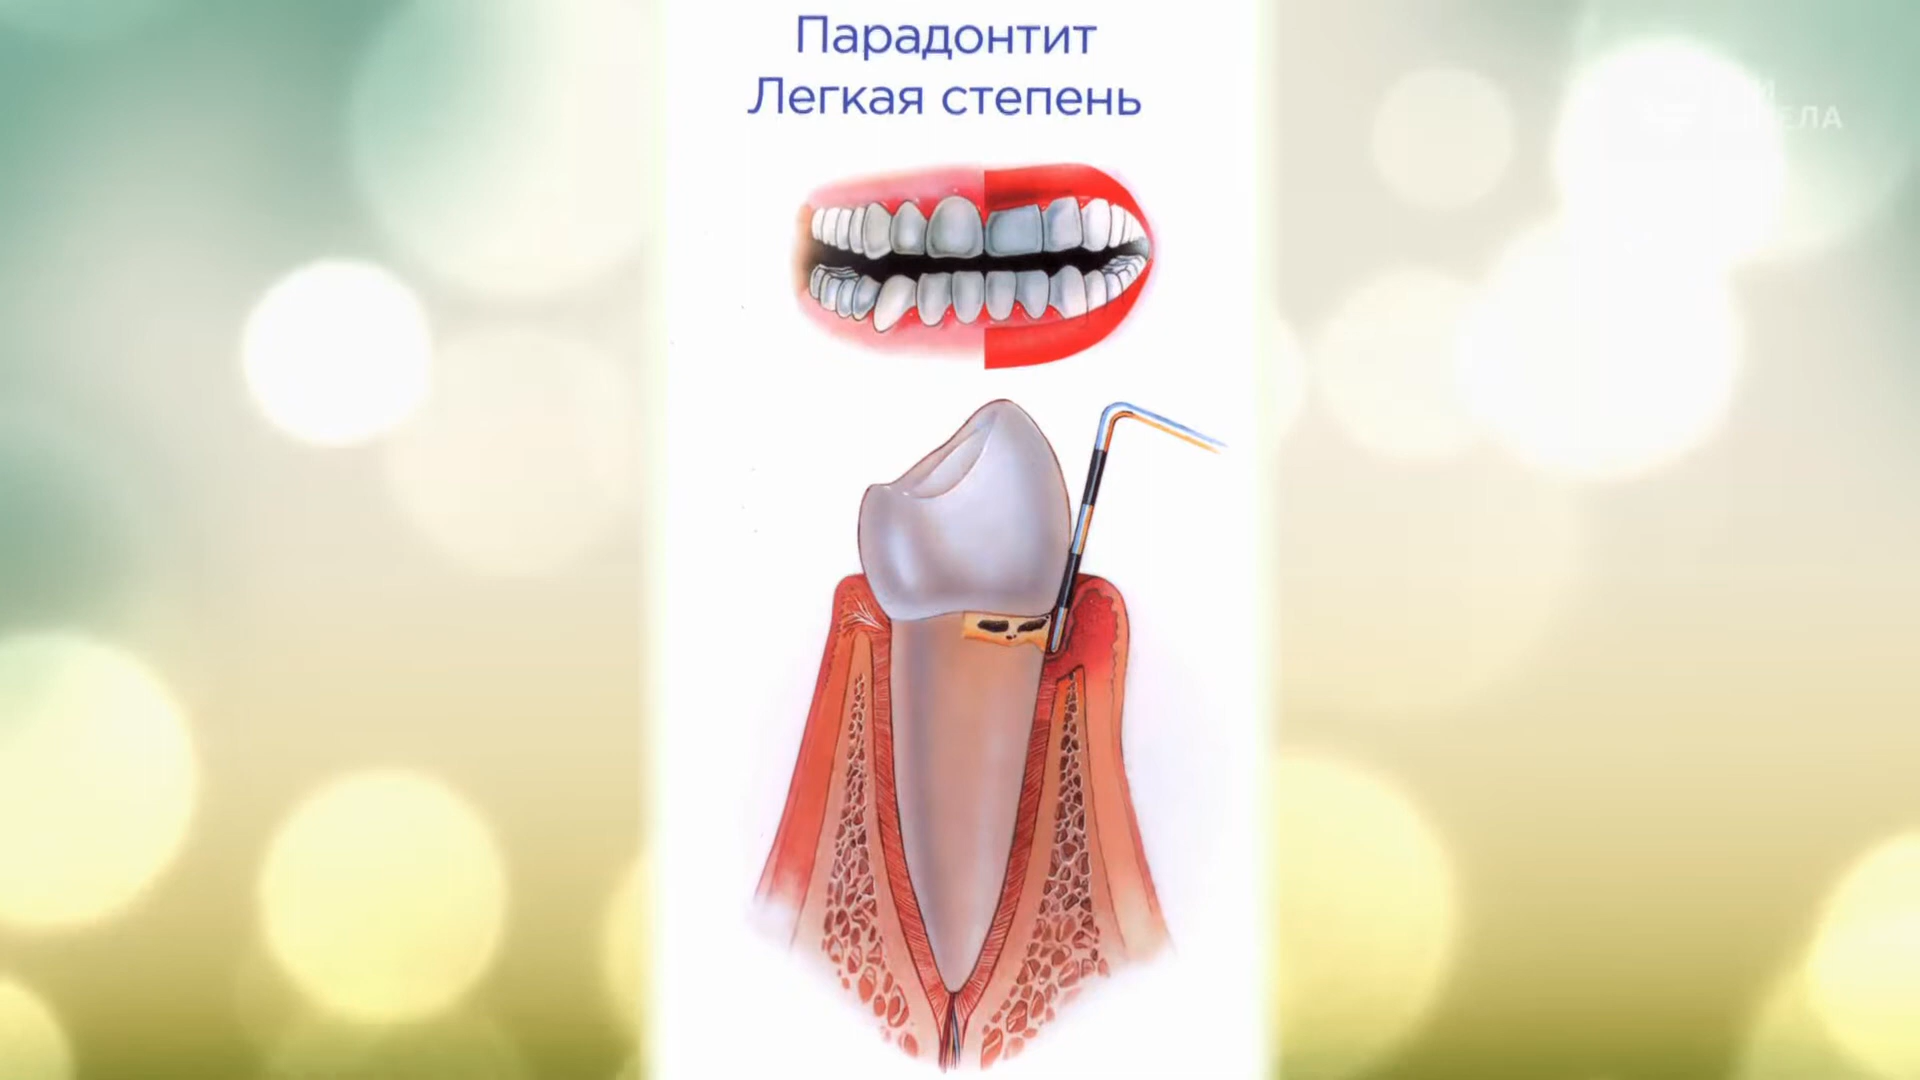 Парадонтит
Легкая степень